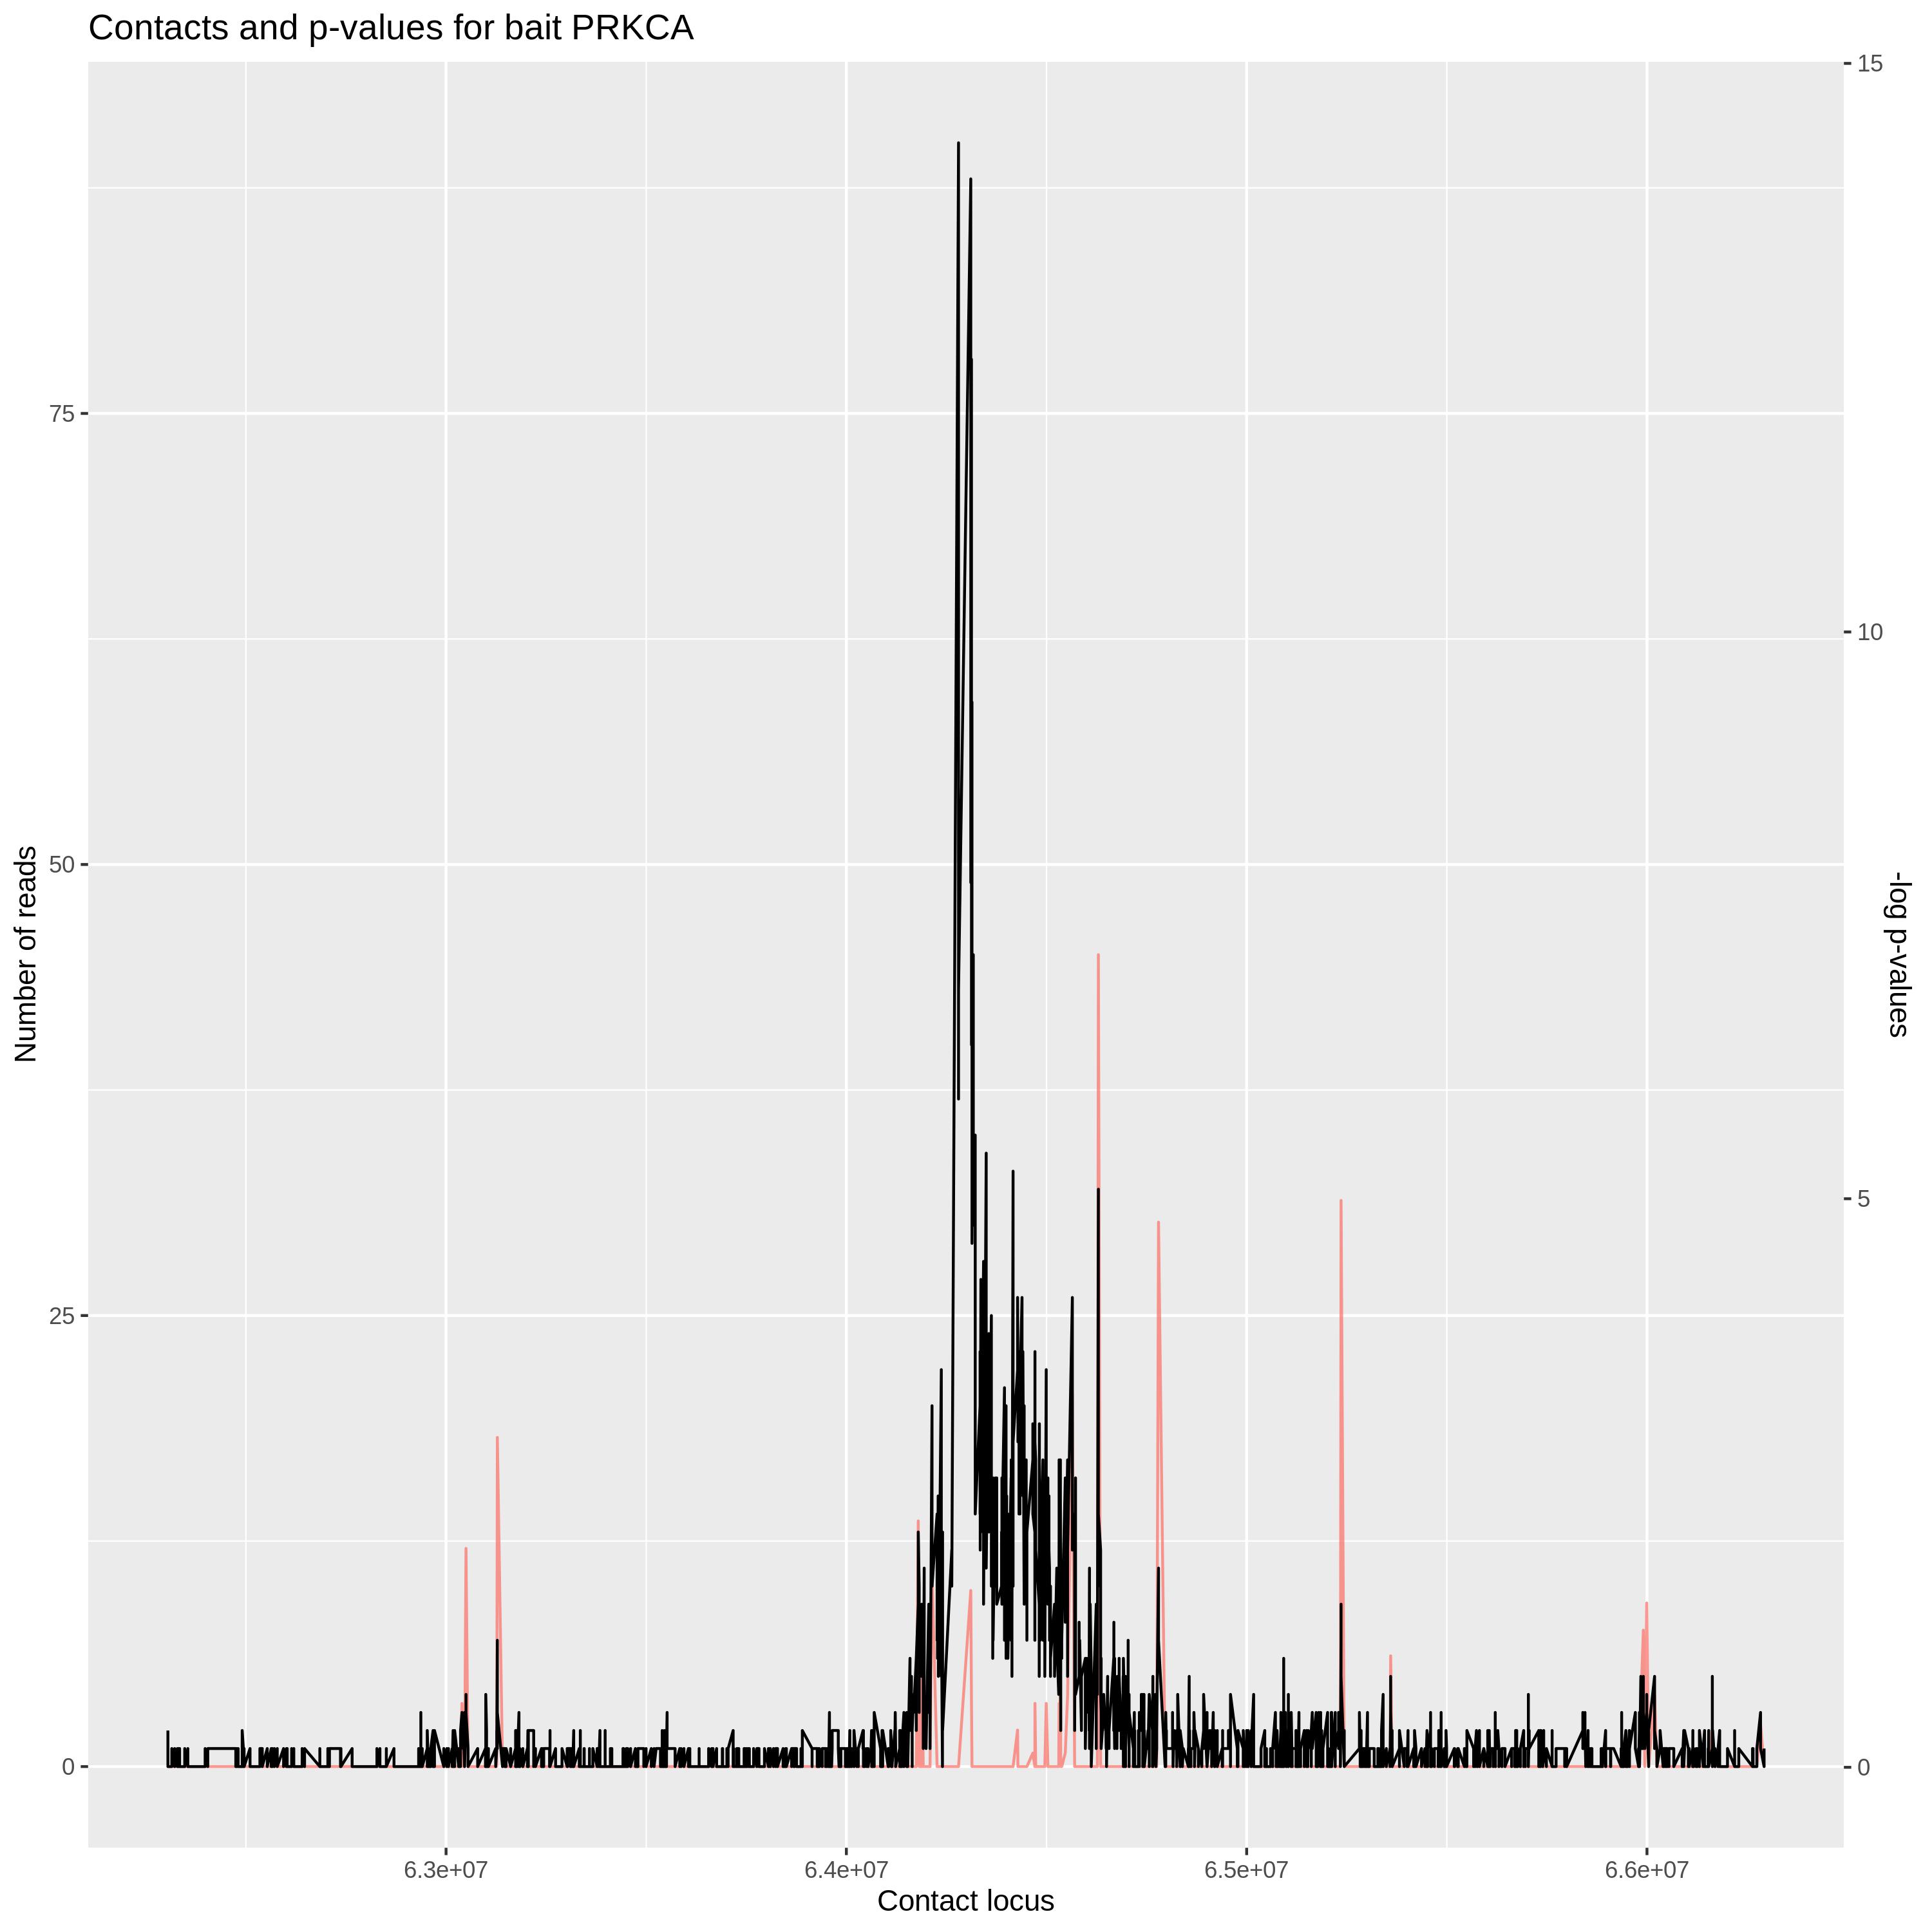 Contacts and p-values for bait PRKCA
15
75
10
50
5
25
0
0
Number of reads
-log p-values
6.3e+07
6.4e+07
6.5e+07
6.6e+07
Contact locus